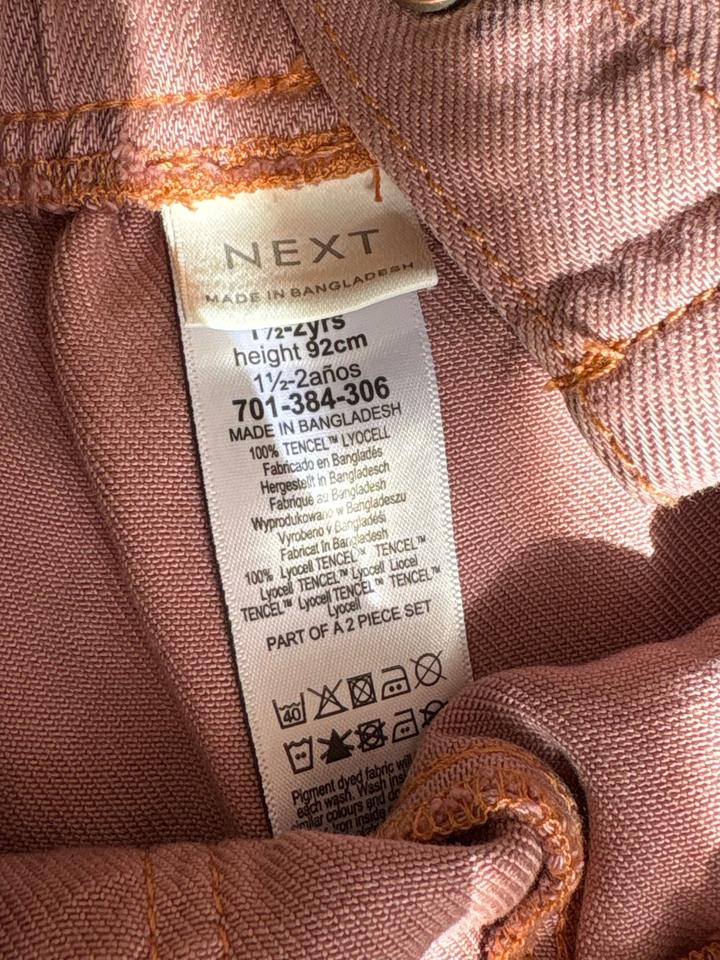 NEXT
MADE IN BANGLADESH
1½-2yrs
height 92cm
1½-2años
701-384-306
MADE IN BANGLADESH
100% TENCEL™ LYOCELL
Fabricado en Bangladés
Hergestellt in Bangladesch
Fabriqué au Bangladesh
Wyprodukowano w Bangladeszu
Vyrobeno v Bangladéši
Fabricat în Bangladesh
100% Lyocell TENCEL™ TENCEL™
Lyocell TENCEL™ Lyocell Liocel
TENCEL™ Lyocell TENCEL™ TENCEL™
Lyocell
PART OF A 2 PIECE SET
40
Pigment dyed fabric will
each wash. Wash
similar colours and
iron inside